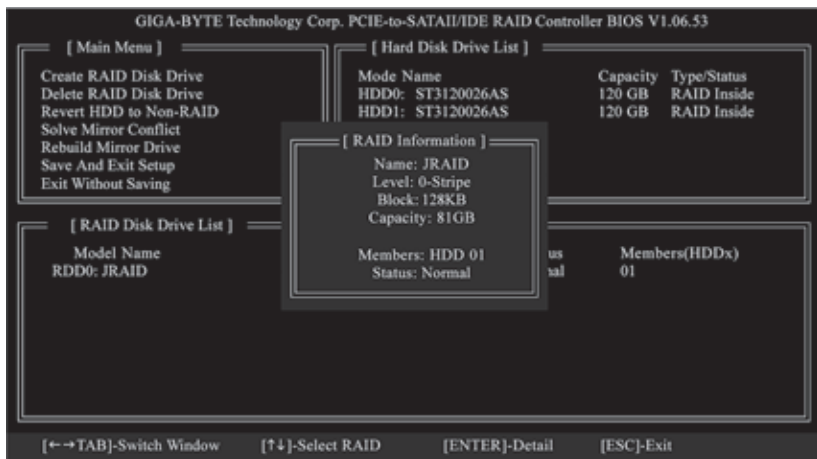 GIGA-BYTE Technology Corp. PCIE-to-SATAII/IDE RAID Controller BIOS V1.06.53
[ Main Menu ]
Create RAID Disk Drive
Delete RAID Disk Drive
Revert HDD to Non-RAID
Solve Mirror Conflict
Rebuild Mirror Drive
Save And Exit Setup
Exit Without Saving
[ Hard Disk Drive List ]
Mode Name Capacity Type/Status
HDD0: ST3120026AS 120 GB RAID Inside
HDD1: ST3120026AS 120 GB RAID Inside
[ RAID Information ]
Name: JRAID
Level: 0-Stripe
Block: 128KB
Capacity: 81GB
Members: HDD 01
Status: Normal
[ RAID Disk Drive List ]
Model Name us Members(HDDx)
RDD0: JRAID al 01
[←→TAB]-Switch Window [↑↓]-Select RAID [ENTER]-Detail [ESC]-Exit